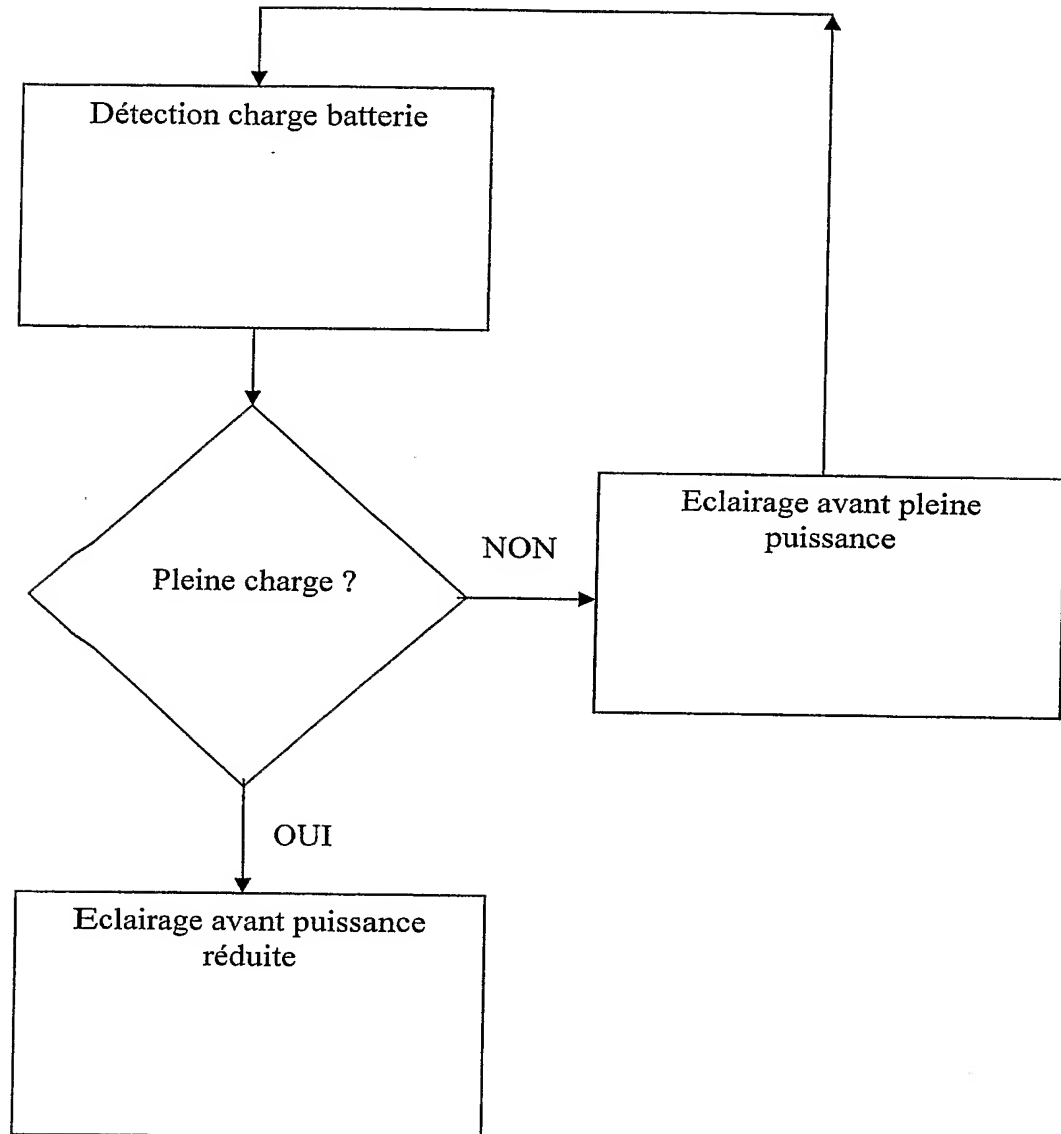 Détection charge batterie
Pleine charge ?
NON
Eclairage avant pleine
puissance
OUI
Eclairage avant puissance
réduite